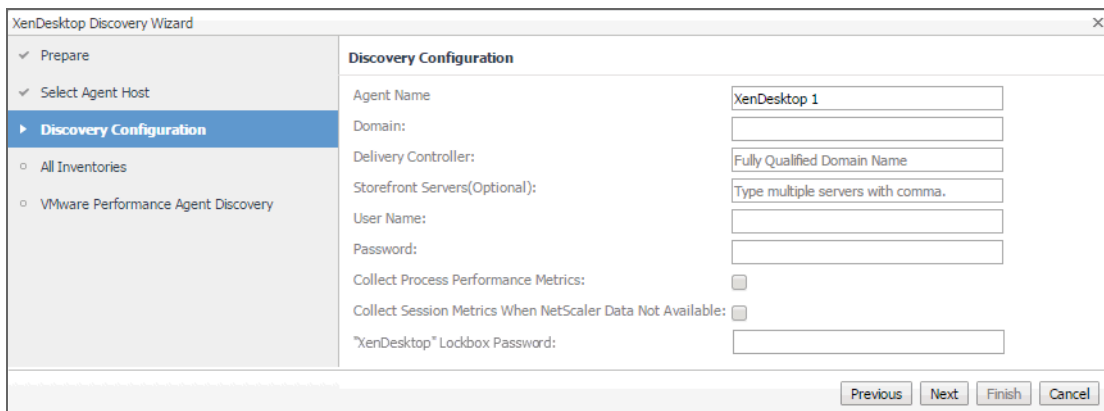 XenDesktop Discovery Wizard
Prepare
Select Agent Host
Discovery Configuration
All Inventories
VMware Performance Agent Discovery
Discovery Configuration
Agent Name XenDesktop 1
Domain:
Delivery Controller: Fully Qualified Domain Name
Storefront Servers(Optional): Type multiple servers with comma.
User Name:
Password:
Collect Process Performance Metrics:
Collect Session Metrics When NetScaler Data Not Available:
"XenDesktop" Lockbox Password:
Previous Next Finish Cancel